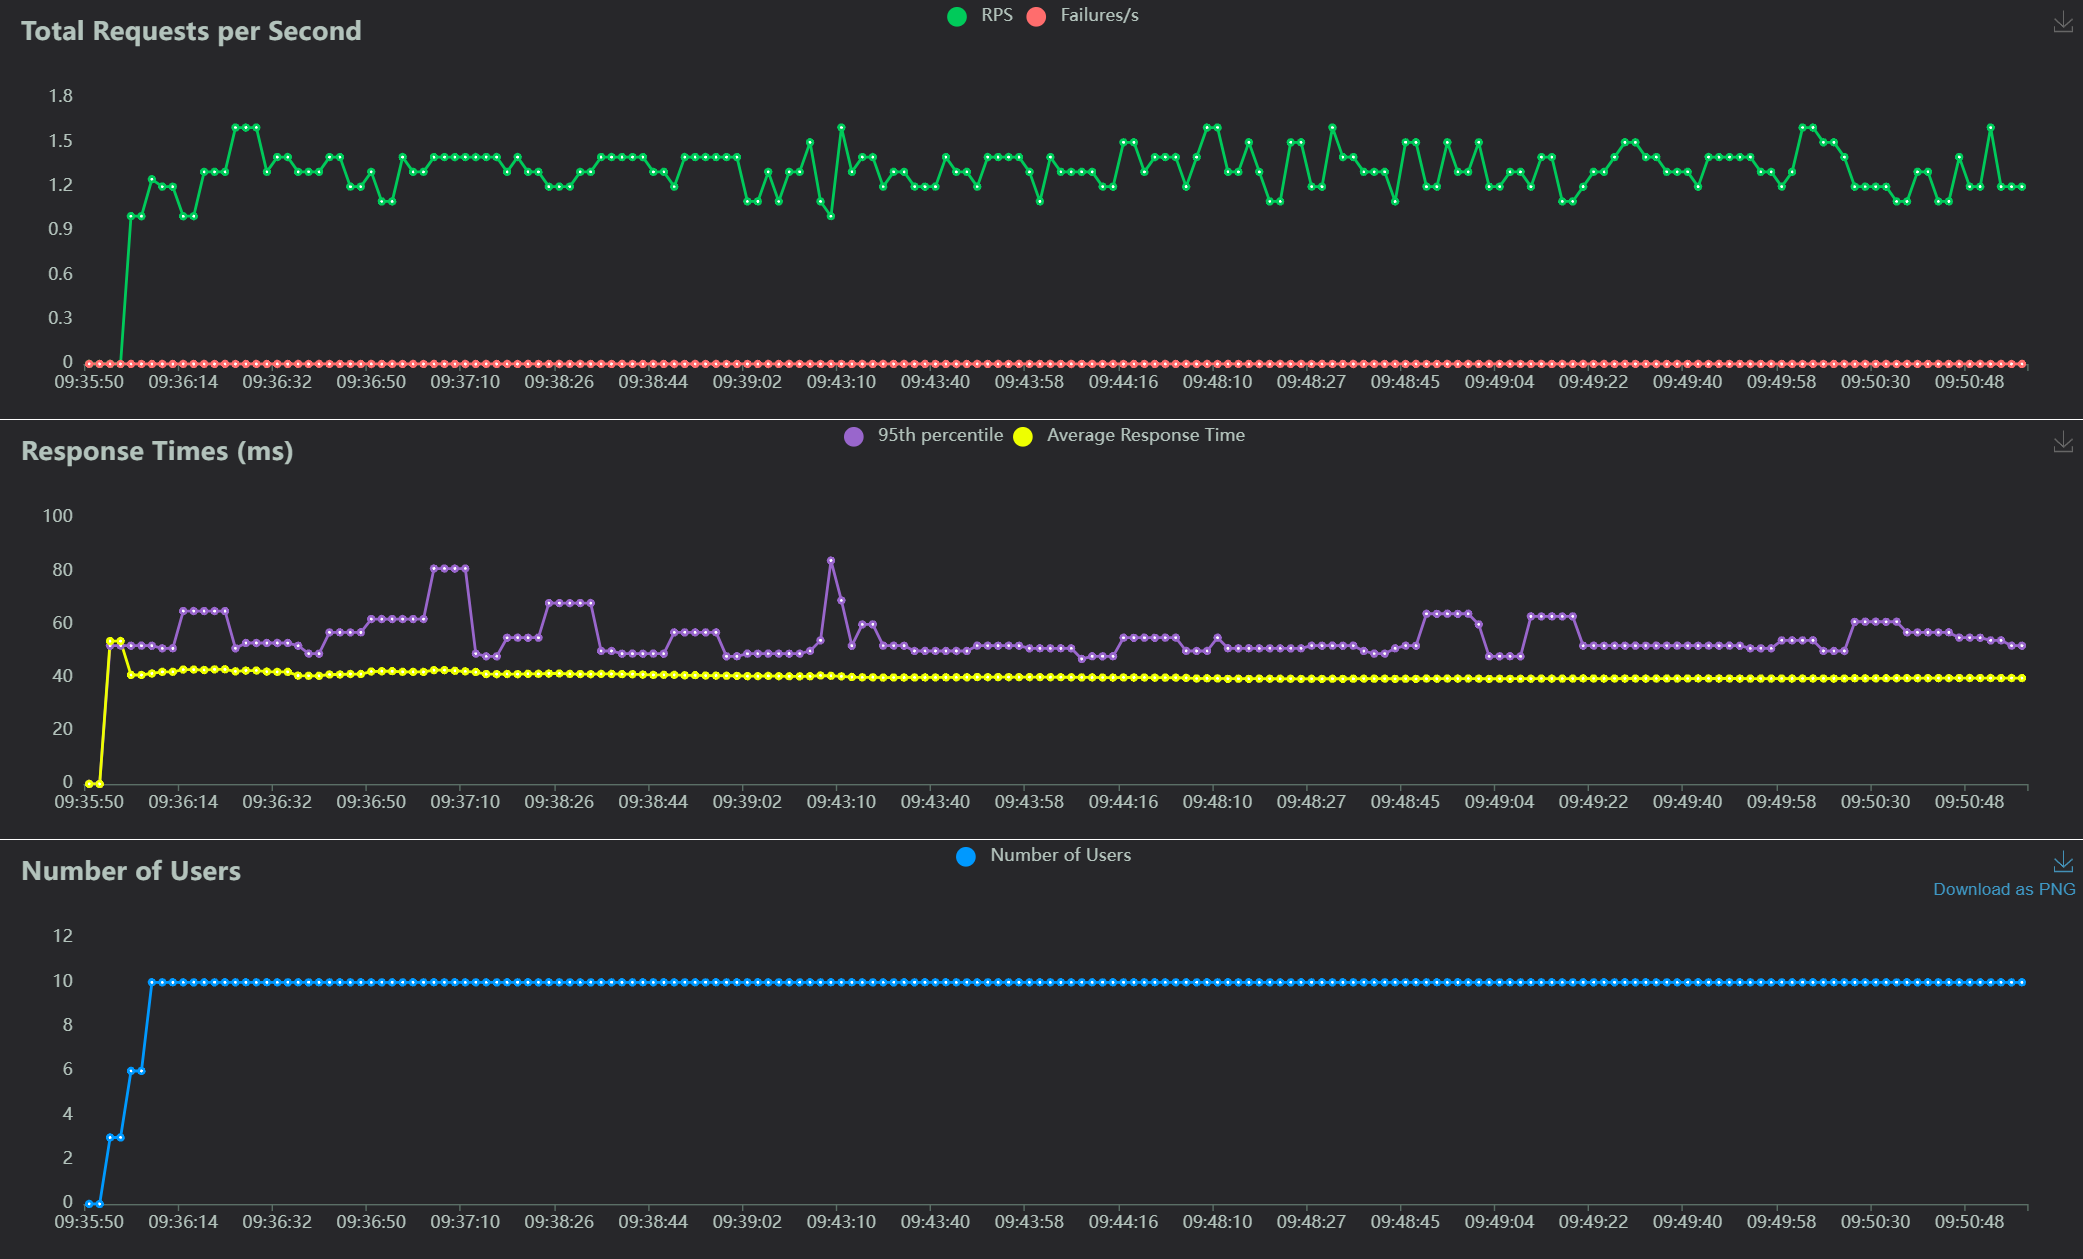 Total Requests per Second
RPS Failures/s
1.8
1.5
1.2
0.9
0.6
0.3
0
09:35:50 09:36:14 09:36:32 09:36:50 09:37:10 09:38:26 09:38:44 09:39:02 09:43:10 09:43:40 09:43:58 09:44:16 09:48:10 09:48:27 09:48:45 09:49:04 09:49:22 09:49:40 09:49:58 09:50:30 09:50:48
Response Times (ms)
95th percentile Average Response Time
100
80
60
40
20
0
09:35:50 09:36:14 09:36:32 09:36:50 09:37:10 09:38:26 09:38:44 09:39:02 09:43:10 09:43:40 09:43:58 09:44:16 09:48:10 09:48:27 09:48:45 09:49:04 09:49:22 09:49:40 09:49:58 09:50:30 09:50:48
Number of Users
Number of Users
Download as PNG
12
10
8
6
4
2
0
09:35:50 09:36:14 09:36:32 09:36:50 09:37:10 09:38:26 09:38:44 09:39:02 09:43:10 09:43:40 09:43:58 09:44:16 09:48:10 09:48:27 09:48:45 09:49:04 09:49:22 09:49:40 09:49:58 09:50:30 09:50:48